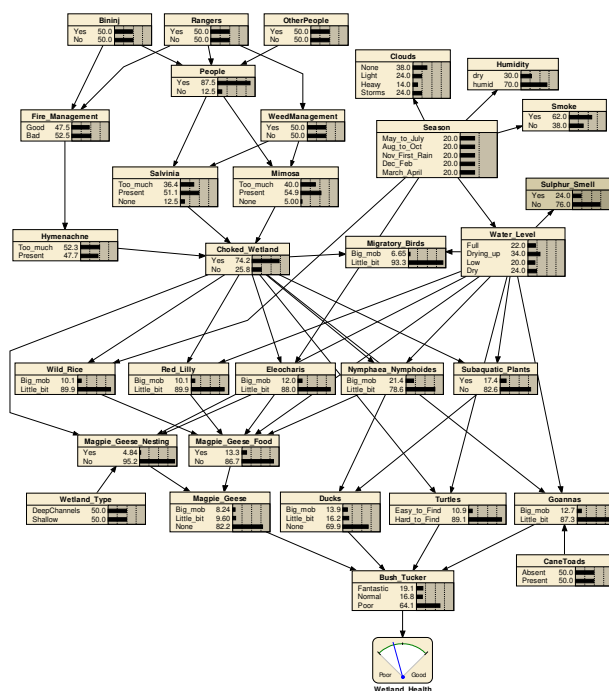 Bininj
Yes 50.0
No 50.0
Rangers
Yes 50.0
No 50.0
OtherPeople
Yes 50.0
No 50.0
Clouds
None 38.0
Light 24.0
Heavy 14.0
Storms 24.0
Humidity
dry 30.0
humid 70.0
People
Yes 87.5
No 12.5
Smoke
Yes 62.0
No 38.0
Fire_Management
Good 47.5
Bad 52.5
WeedManagement
Yes 50.0
No 50.0
Season
May_to_July 20.0
Aug_to_Oct 20.0
Nov_First_Rain 20.0
Dec_Feb 20.0
March_April 20.0
Salvinia
Too_much 36.4
Present 51.1
None 12.5
Mimosa
Too_much 40.0
Present 54.9
None 5.00
Sulphur_Smell
Yes 24.0
No 76.0
Hymenachne
Too_much 52.3
Present 47.7
Choked_Wetland
Yes 74.2
No 25.8
Migratory_Birds
Big_mob 6.65
Little_bit 93.3
Water_Level
Full 22.0
Drying_up 34.0
Low 20.0
Dry 24.0
Wild_Rice
Big_mob 10.1
Little_bit 89.9
Red_Lilly
Big_mob 10.1
Little_bit 89.9
Eleocharis
Big_mob 12.0
Little_bit 88.0
Nymphaea_Nymphoides
Big_mob 21.4
Little_bit 78.6
Subaquatic_Plants
Yes 17.4
No 82.6
Magpie_Geese_Nesting
Yes 4.84
No 95.2
Magpie_Geese_Food
Yes 13.3
No 86.7
Wetland_Type
DeepChannels 50.0
Shallow 50.0
Magpie_Geese
Big_mob 8.24
Little_bit 9.60
None 82.2
Ducks
Big_mob 13.9
Little_bit 16.2
None 69.9
Turtles
Easy_to_Find 10.9
Hard_to_Find 89.1
Goannas
Big_mob 12.7
Little_bit 87.3
CaneToads
Absent 50.0
Present 50.0
Bush_Tucker
Fantastic 19.1
Normal 16.8
Poor 64.1
Poor Good
Wetland_Health